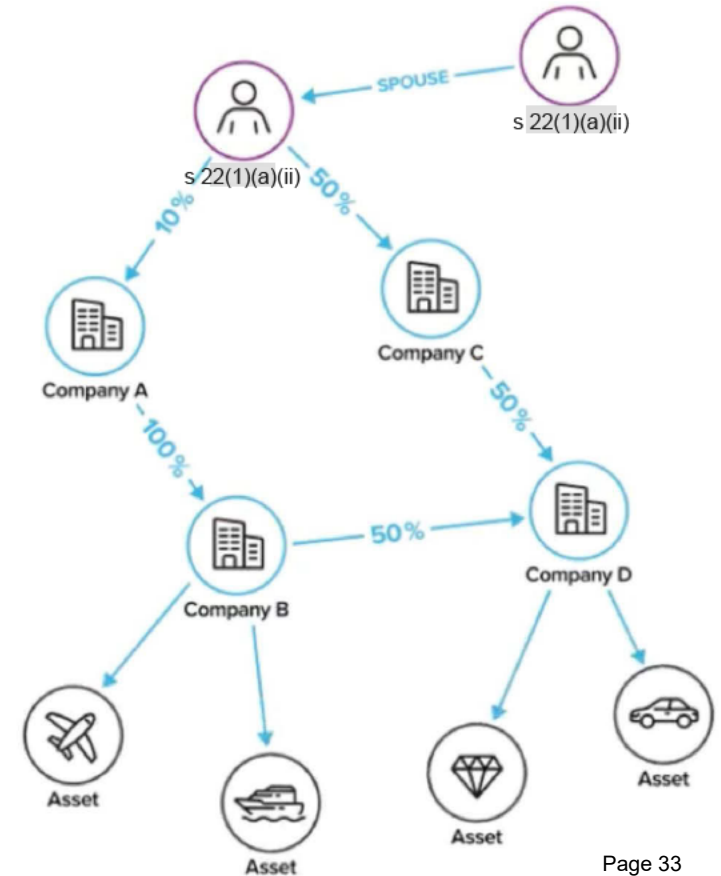 SPOUSE
s 22(1)(a)(ii)
s 22(1)(a)(ii)
10%
50%
Company C
Company A
50%
100%
50%
Company D
Company B
Asset
Asset
Asset
Asset
Page 33